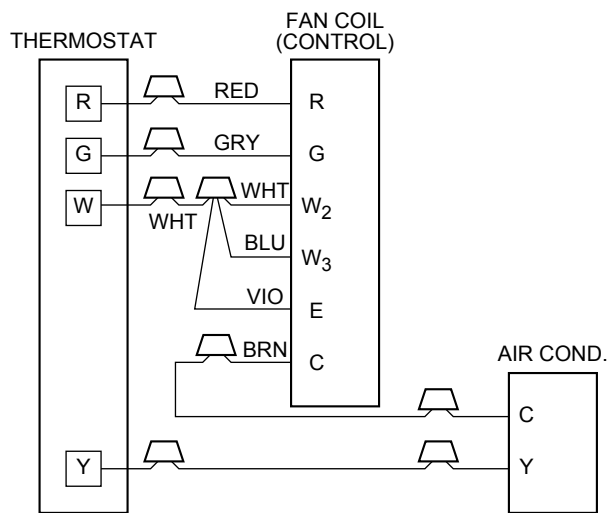 THERMOSTAT
FAN COIL
(CONTROL)
R RED R
G GRY G
W WHT WHT W2
BLU W3
VIO E
BRN C
AIR COND.
C
Y Y